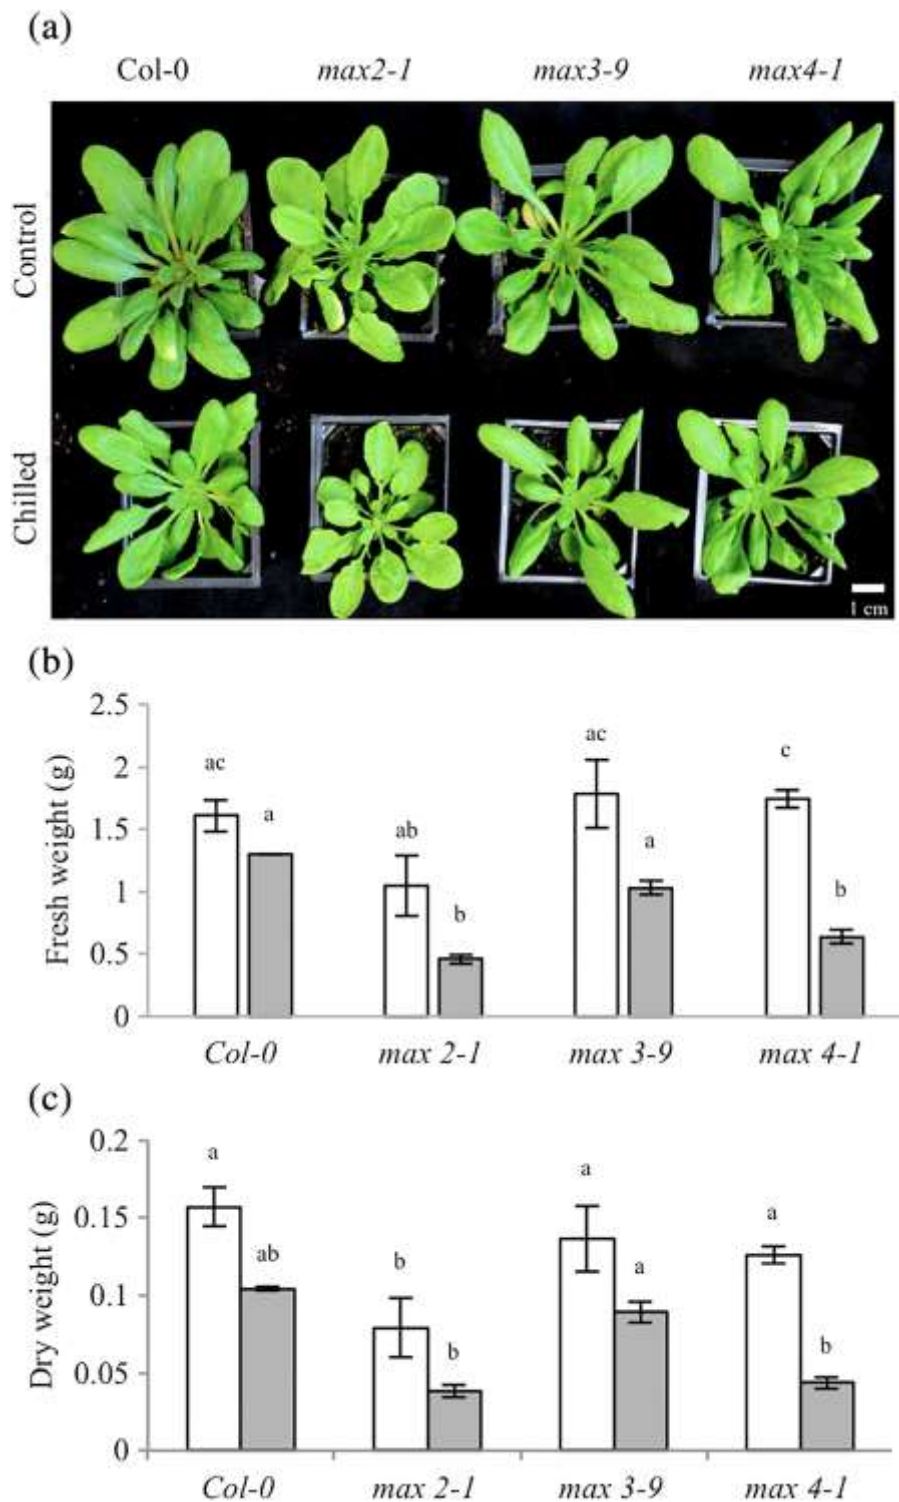 (a)
Col-0 max2-1 max3-9 max4-1
Control
Chilled
1 cm
(b)
Fresh weight (g)
2.5
2
1.5
1
0.5
0
ac
a
ab
b
ac
a
c
b
Col-0 max 2-1 max 3-9 max 4-1
(c)
Dry weight (g)
0.2
0.15
0.1
0.05
0
a
ab
b
b
a
a
a
b
Col-0 max 2-1 max 3-9 max 4-1